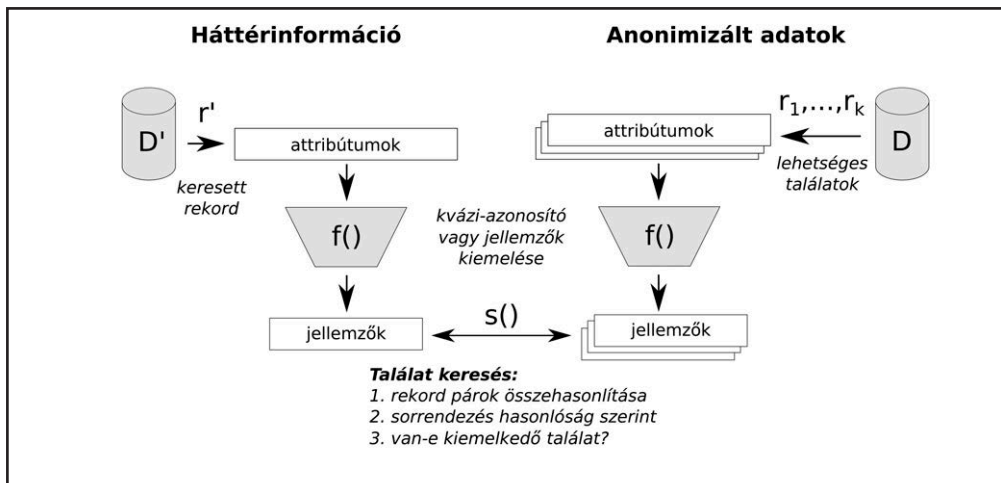 Háttérinformáció
Anonimizált adatok
D'
r'
keresett
rekord
attribútumok
attribútumok
r1,...,rk
lehetséges
találatok
D
f()
kvázi-azonosító
vagy jellemzők
kiemelése
f()
jellemzők
s()
jellemzők
Találat keresés:
1. rekord párok összehasonlítása
2. sorrendezés hasonlóság szerint
3. van-e kiemelkedő találat?